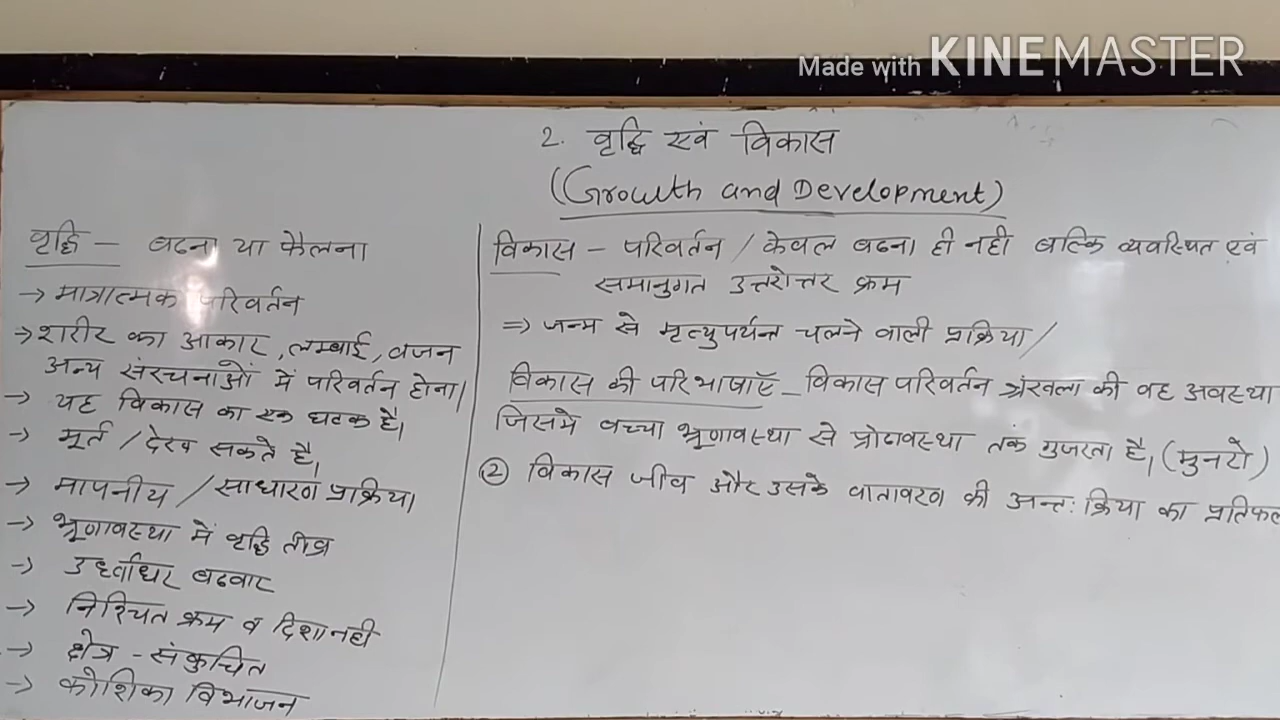 Made with KINEMASTER
2. वृद्धि एवं विकास
(Growth and Development)
वृद्धि - बढना या फैलना
→ मात्रात्मक परिवर्तन
→ शरीर का आकार, लम्बाई, वजन
अन्य संरचनाओं में परिवर्तन होना।
→ यह विकास का एक घटक है।
→ मूर्त / देख सकते है।
→ मापनीय / साधारण प्रक्रिया
→ भ्रूणावस्था में वृद्धि तीव्र
→ उर्ध्वाधर बढवार
→ निश्चित क्रम व दिशा नही
→ क्षेत्र - संकुचित
→ कोशिका विभाजन
विकास - परिवर्तन / केवल बढना ही नही बल्कि व्यवस्थित एवं
समानुगत उत्तरोत्तर क्रम
⇒ जन्म से मृत्युपर्यन्त चलने वाली प्रक्रिया /
विकास की परिभाषाऐं - विकास परिवर्तन श्रंखला की वह अवस्था
जिसमे बच्चा भ्रूणावस्था से प्रोढावस्था तक गुजरता है। (मुनरो)
② विकास जीव और उसके वातावरण की अन्तः क्रिया का प्रतिफल